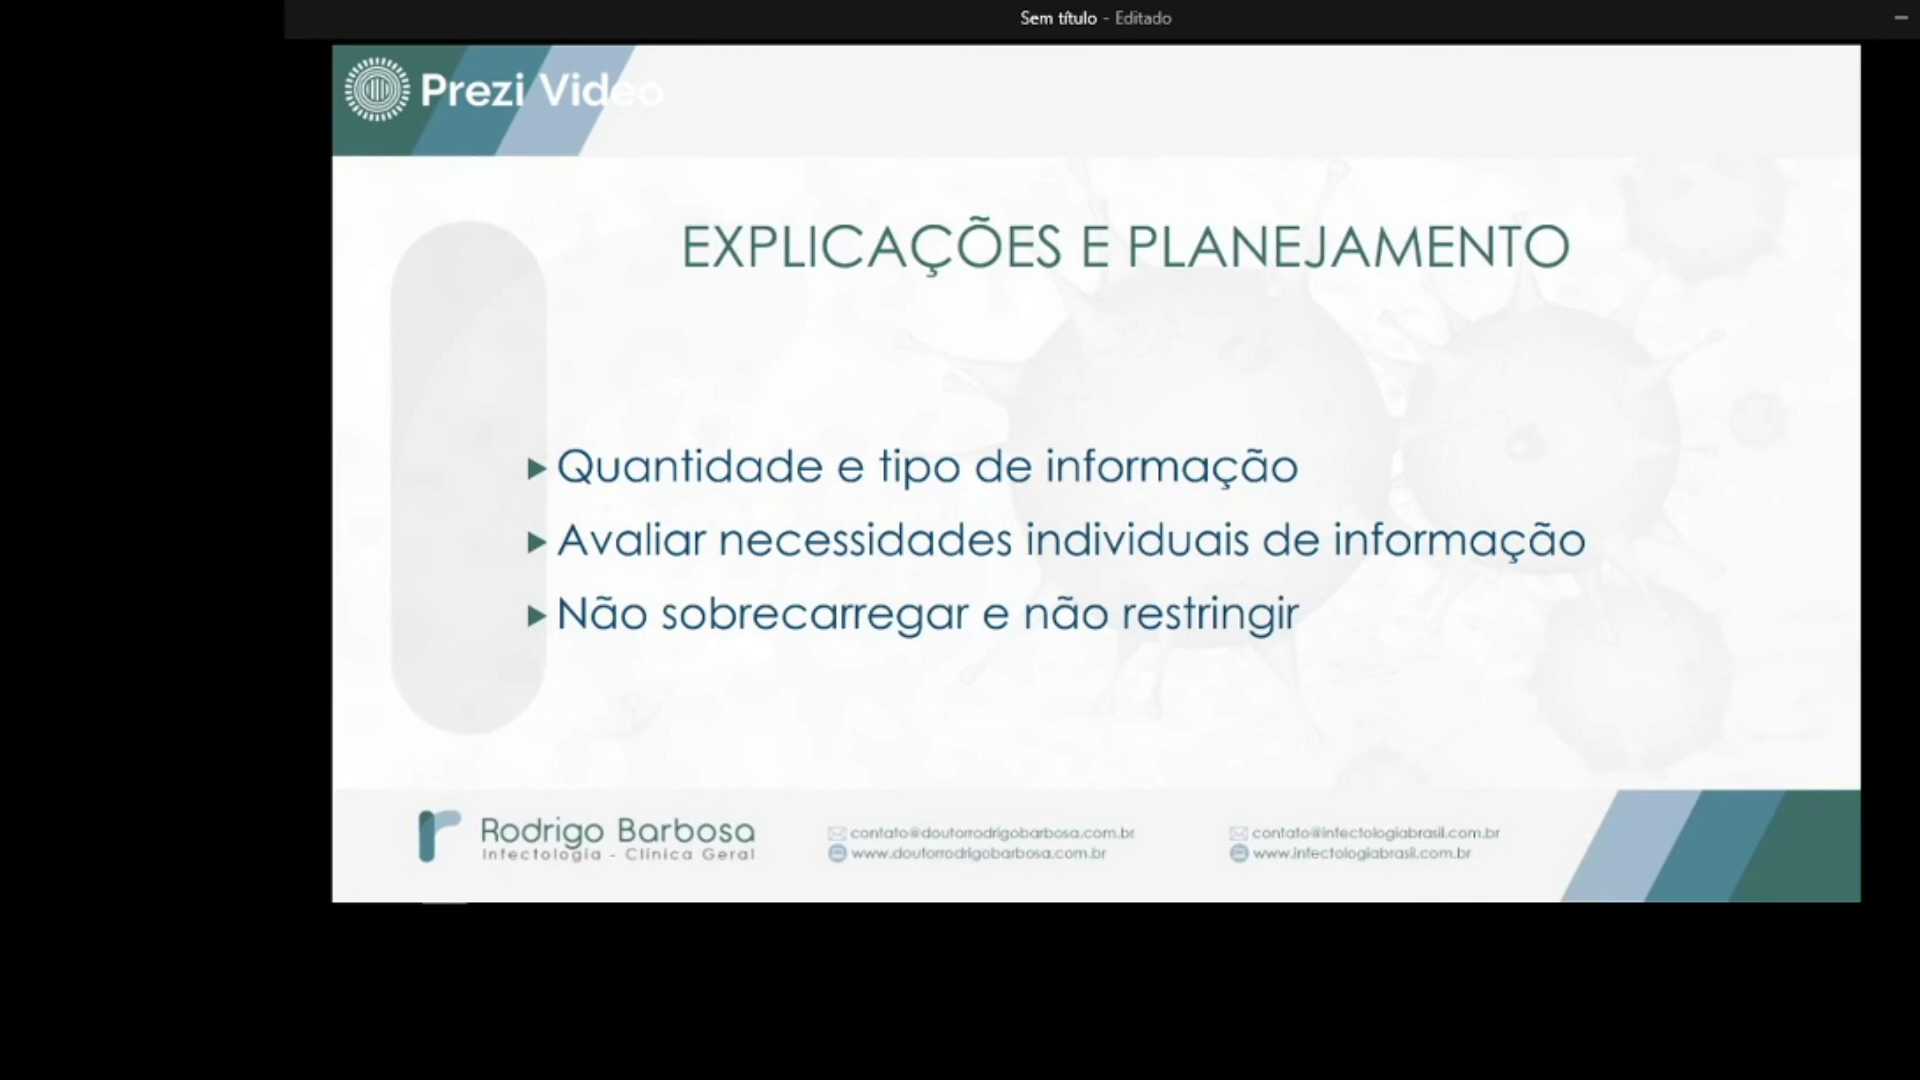 Sem título - Editado
Prezi Video
EXPLICAÇÕES E PLANEJAMENTO
Quantidade e tipo de informação
Avaliar necessidades individuais de informação
Não sobrecarregar e não restringir
Rodrigo Barbosa
Infectologia - Clínica Geral
contato@doutorrodrigobarbosa.com.br
www.doutorrodrigobarbosa.com.br
contato@infectologiabrasil.com.br
www.infectologiabrasil.com.br